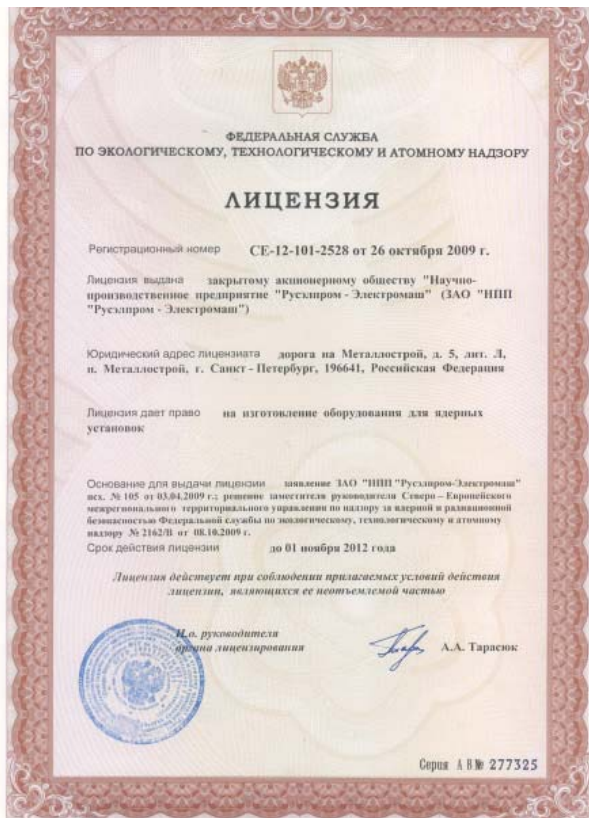 ФЕДЕРАЛЬНАЯ СЛУЖБА
ПО ЭКОЛОГИЧЕСКОМУ, ТЕХНОЛОГИЧЕСКОМУ И АТОМНОМУ НАДЗОРУ
ЛИЦЕНЗИЯ
Регистрационный номер СЕ-12-101-2528 от 26 октября 2009 г.
Лицензия выдана закрытому акционерному обществу "Научно-
производственное предприятие "Русэлпром - Электромаш" (ЗАО "НПП
"Русэлпром - Электромаш")
Юридический адрес лицензиата дорога на Металлострой, д. 5, лит. Л,
п. Металлострой, г. Санкт - Петербург, 196641, Российская Федерация
Лицензия дает право на изготовление оборудования для ядерных
установок
Основание для выдачи лицензии заявление ЗАО "НПП "Русэлпром-Электромаш"
исх. № 105 от 03.04.2009 г.; решение заместителя руководителя Северо – Европейского
межрегионального территориального управления по надзору за ядерной и радиационной
безопасностью Федеральной службы по экологическому, технологическому и атомному
надзору № 2162/В от 08.10.2009 г.
Срок действия лицензии до 01 ноября 2012 года
Лицензия действует при соблюдении прилагаемых условий действия
лицензии, являющихся ее неотъемлемой частью
И.о. руководителя
органа лицензирования А.А. Тарасюк
Серия А В № 277325